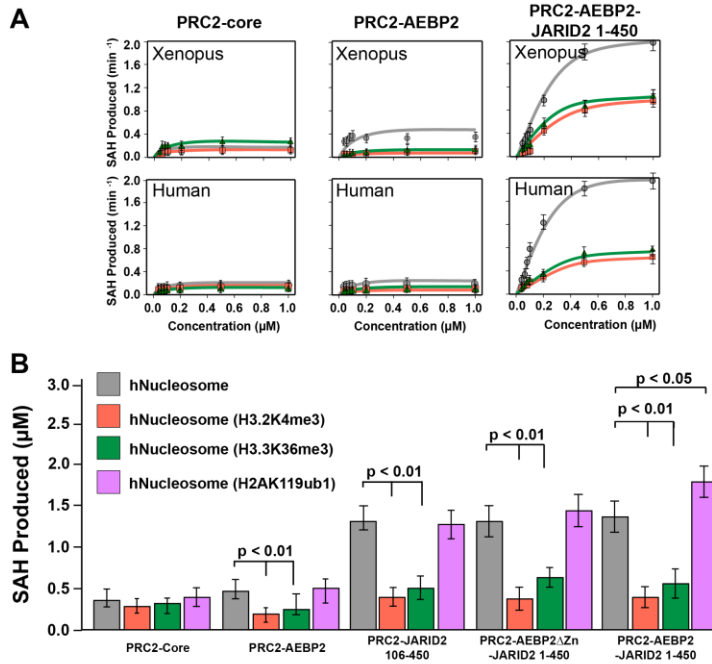 A
PRC2-core
PRC2-AEBP2
PRC2-AEBP2-
JARID2 1-450
SAH Produced (min -1)
2.0
1.6
1.2
0.8
0.4
0
Xenopus
Xenopus
Xenopus
SAH Produced (min -1)
2.0
1.6
1.2
0.8
0.4
0
Human
Human
Human
0.0 0.2 0.4 0.6 0.8 1.0
0.0 0.2 0.4 0.6 0.8 1.0
0.0 0.2 0.4 0.6 0.8 1.0
Concentration (µM)
Concentration (µM)
Concentration (µM)
B
SAH Produced (µM)
3.0
2.5
2.0
1.5
1.0
0.5
0.0
hNucleosome
hNucleosome (H3.2K4me3)
hNucleosome (H3.3K36me3)
hNucleosome (H2AK119ub1)
p < 0.01
p < 0.01
p < 0.01
p < 0.05
p < 0.01
PRC2-Core
PRC2-AEBP2
PRC2-JARID2
106-450
PRC2-AEBP2∆Zn
-JARID2 1-450
PRC2-AEBP2
-JARID2 1-450